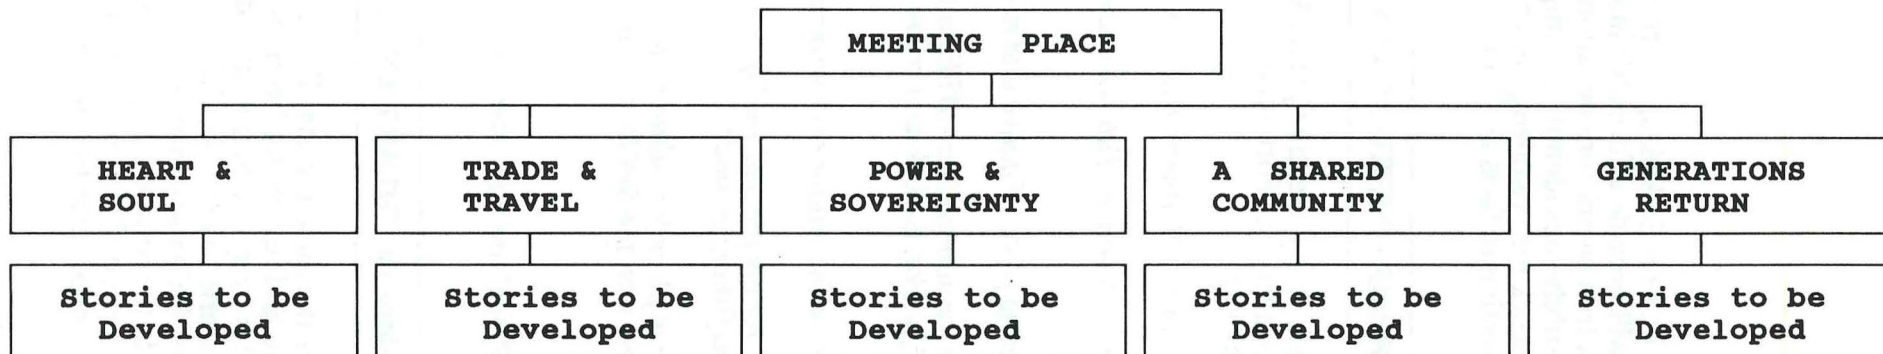 MEETING PLACE
HEART &
SOUL
TRADE &
TRAVEL
POWER &
SOVEREIGNTY
A SHARED
COMMUNITY
GENERATIONS
RETURN
Stories to be
Developed
Stories to be
Developed
Stories to be
Developed
Stories to be
Developed
Stories to be
Developed